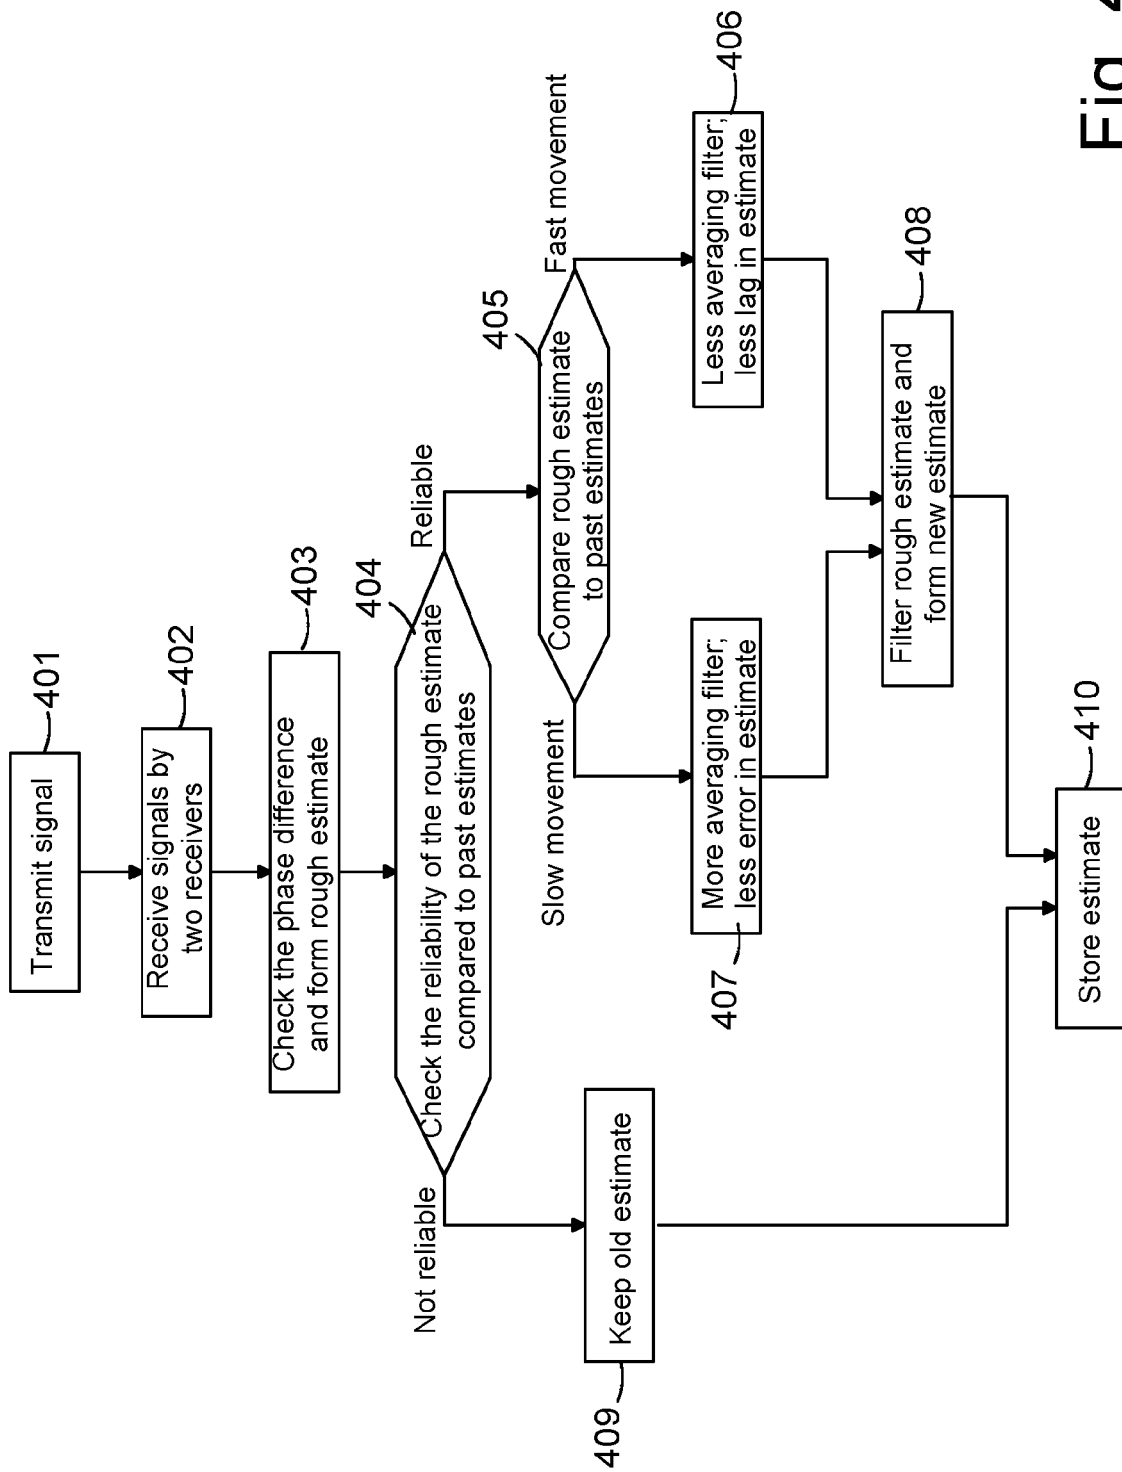 Transmit signal
401
Receive signals by
two receivers
402
Check the phase difference
and form rough estimate
403
Check the reliability of the rough estimate
compared to past estimates
404
Not reliable
Reliable
Compare rough estimate
to past estimates
405
Slow movement
Fast movement
Keep old estimate
409
More averaging filter;
less error in estimate
407
Less averaging filter;
less lag in estimate
406
Filter rough estimate and
form new estimate
408
Store estimate
410
Fig.